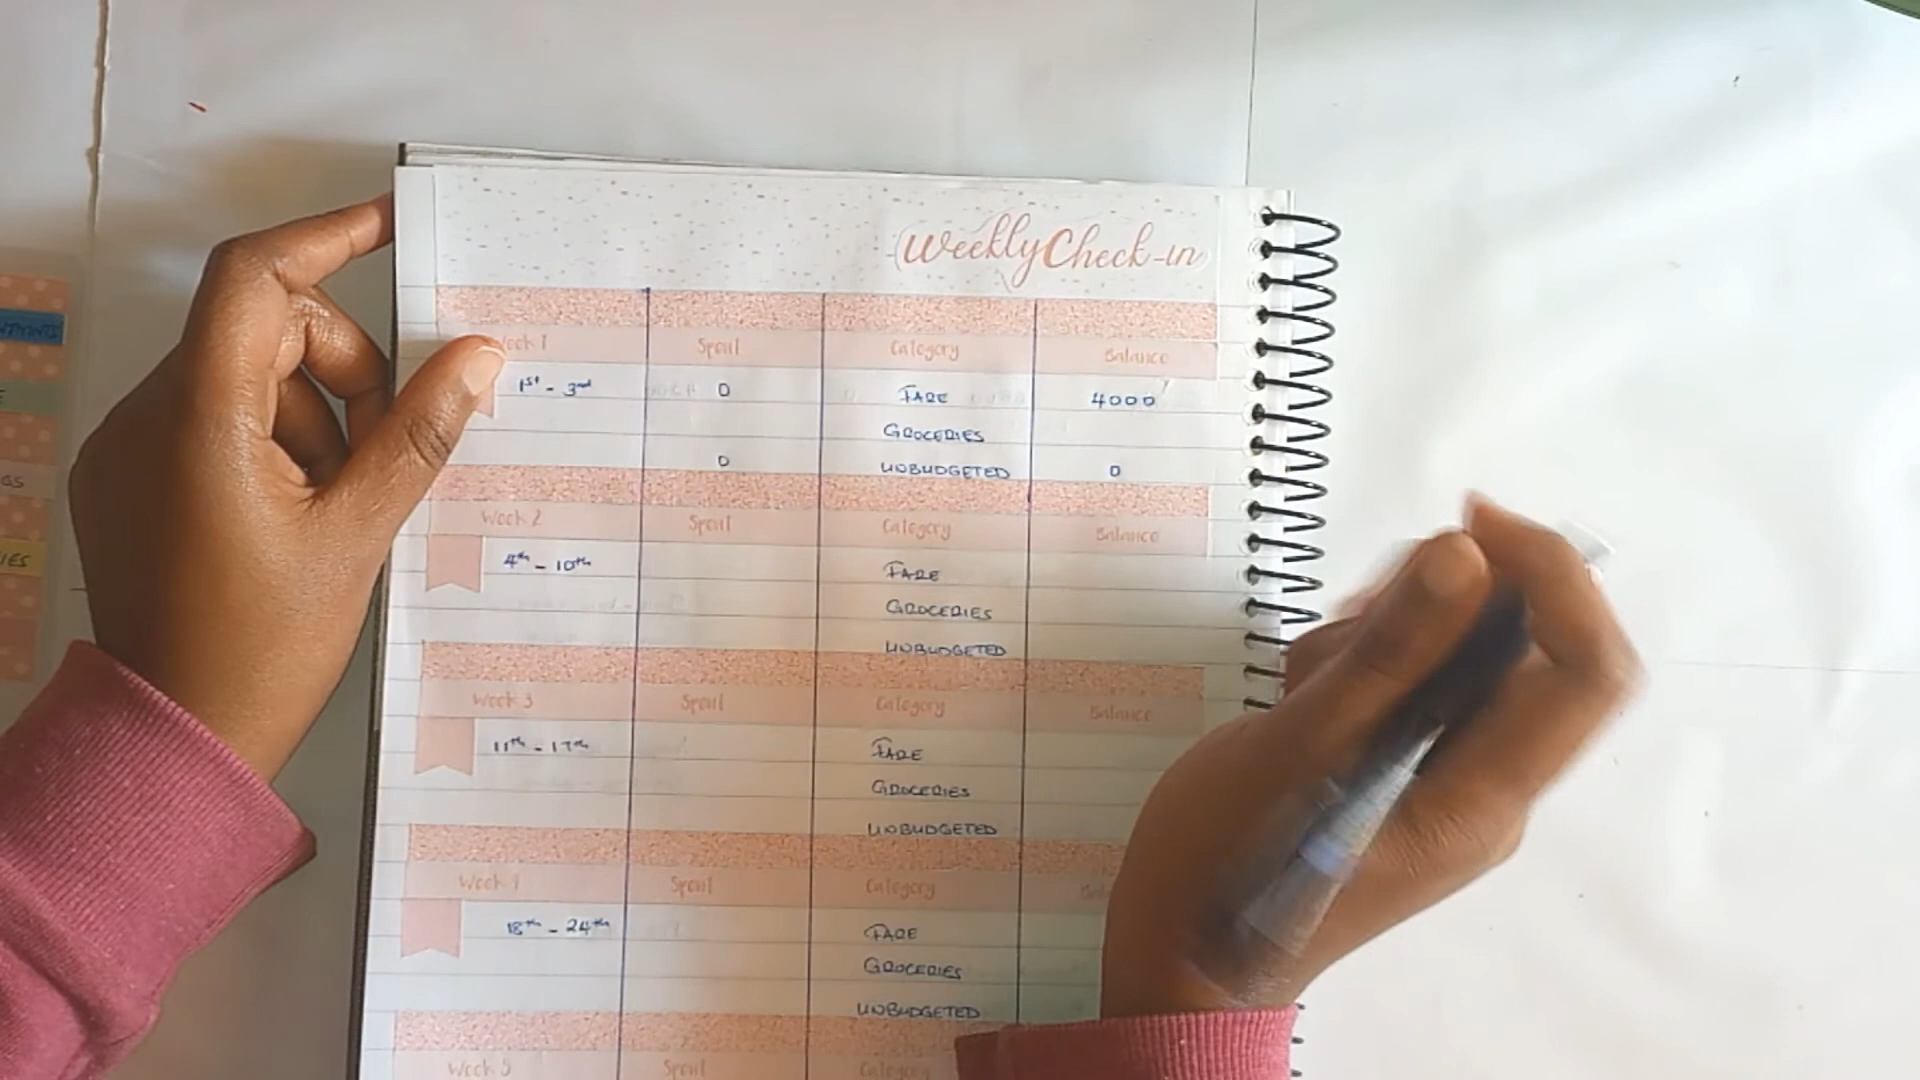 Weekly Check-in
Week 1 Spent Category Balance
1st - 3rd 0 FARE 4000
GROCERIES
0 UNBUDGETED 0
Week 2 Spent Category Balance
4th - 10th FARE
GROCERIES
UNBUDGETED
Week 3 Spent Category Balance
11th - 17th FARE
GROCERIES
UNBUDGETED
Week 4 Spent Category
18th - 24th FARE
GROCERIES
UNBUDGETED
Week 5 Spent Category